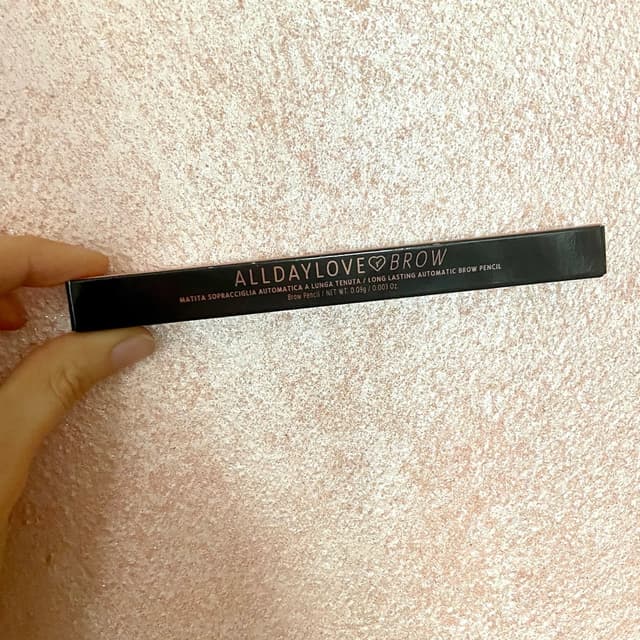 ALLDAYLOVE♡BROW
MATITA SOPRACCIGLIA AUTOMATICA A LUNGA TENUTA / LONG LASTING AUTOMATIC BROW PENCIL
Brow Pencil / NET WT. 0.09g / 0.003 Oz.